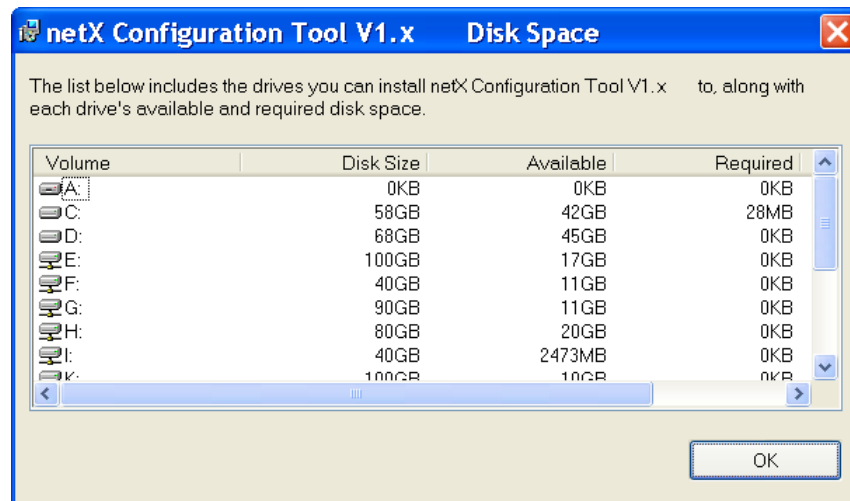 netX Configuration Tool V1.x Disk Space
The list below includes the drives you can install netX Configuration Tool V1.x to, along with
each drive's available and required disk space.
Volume Disk Size Available Required
A: 0KB 0KB 0KB
C: 58GB 42GB 28MB
D: 68GB 45GB 0KB
E: 100GB 17GB 0KB
F: 40GB 11GB 0KB
G: 90GB 11GB 0KB
H: 80GB 20GB 0KB
I: 40GB 2473MB 0KB
K: 100GB 10GB 0KB
OK